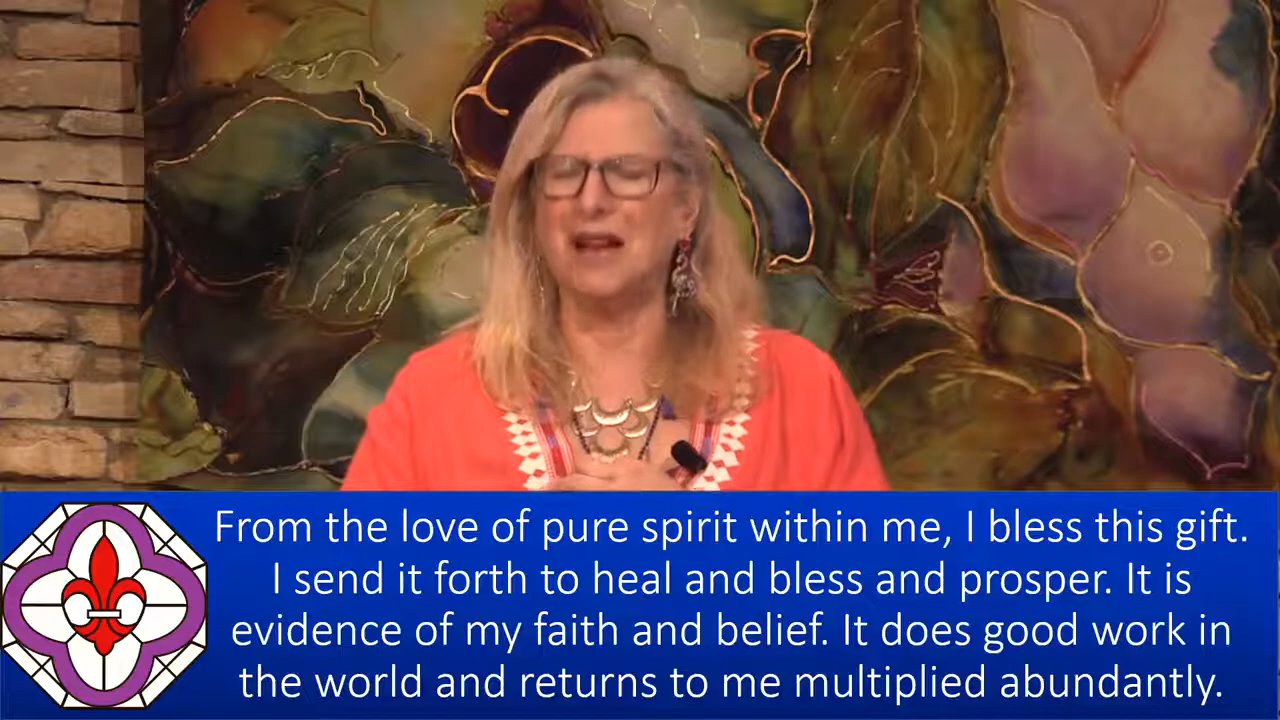 From the love of pure spirit within me, I bless this gift.
I send it forth to heal and bless and prosper. It is
evidence of my faith and belief. It does good work in
the world and returns to me multiplied abundantly.